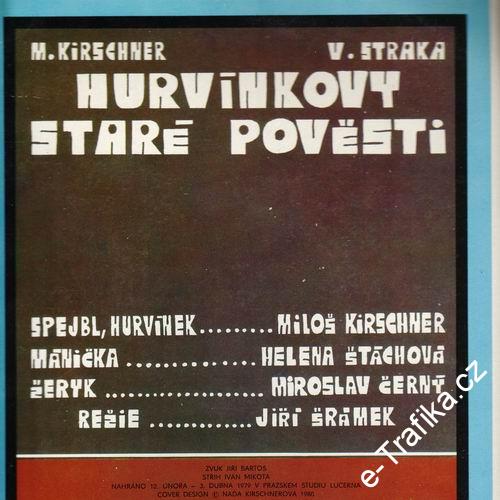 M. KIRSCHNER V. STRAKA
HURVÍNKOVY
STARÉ POVĚSTI
SPEJBL, HURVÍNEK......... MILOŠ KIRSCHNER
MÁNIČKA ............. HELENA ŠTÁCHOVÁ
ŽERYK ................ MIROSLAV ČERNÝ
REŽIE ............. JIŘÍ ŠRÁMEK
ZVUK JIŘÍ BARTOŠ
STŘIH IVAN MIKOTA
NAHRÁNO 12. ÚNORA – 3. DUBNA 1979 V PRAŽSKÉM STUDIU LUCERNA
COVER DESIGN © NAĎA KIRSCHNEROVÁ 1980
e-Trafika.cz